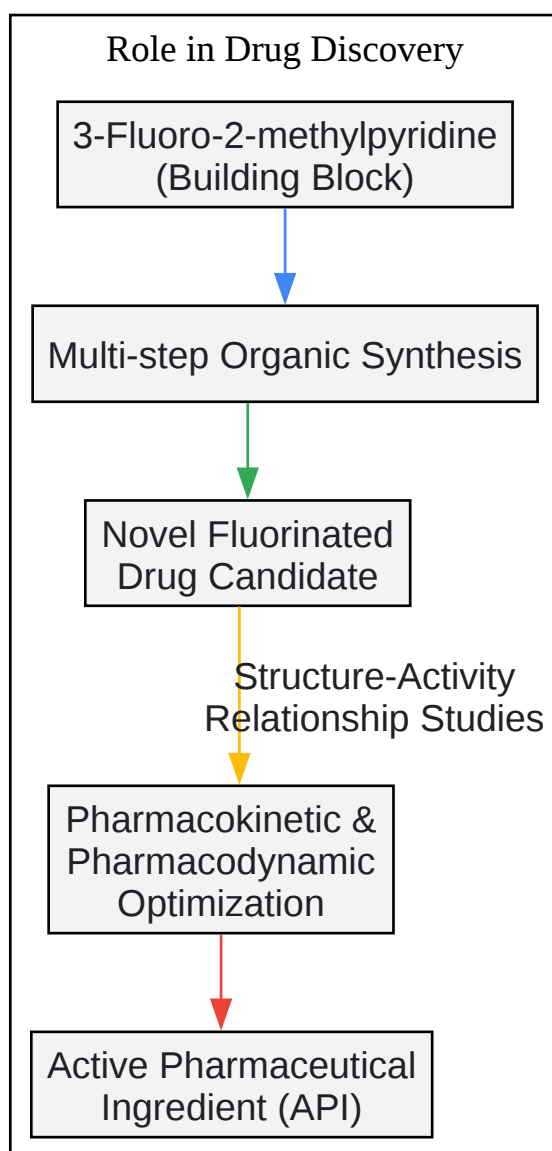 Role in Drug Discovery
3-Fluoro-2-methylpyridine
(Building Block)
Multi-step Organic Synthesis
Novel Fluorinated
Drug Candidate
Structure-Activity
Relationship Studies
Pharmacokinetic &
Pharmacodynamic
Optimization
Active Pharmaceutical
Ingredient (API)